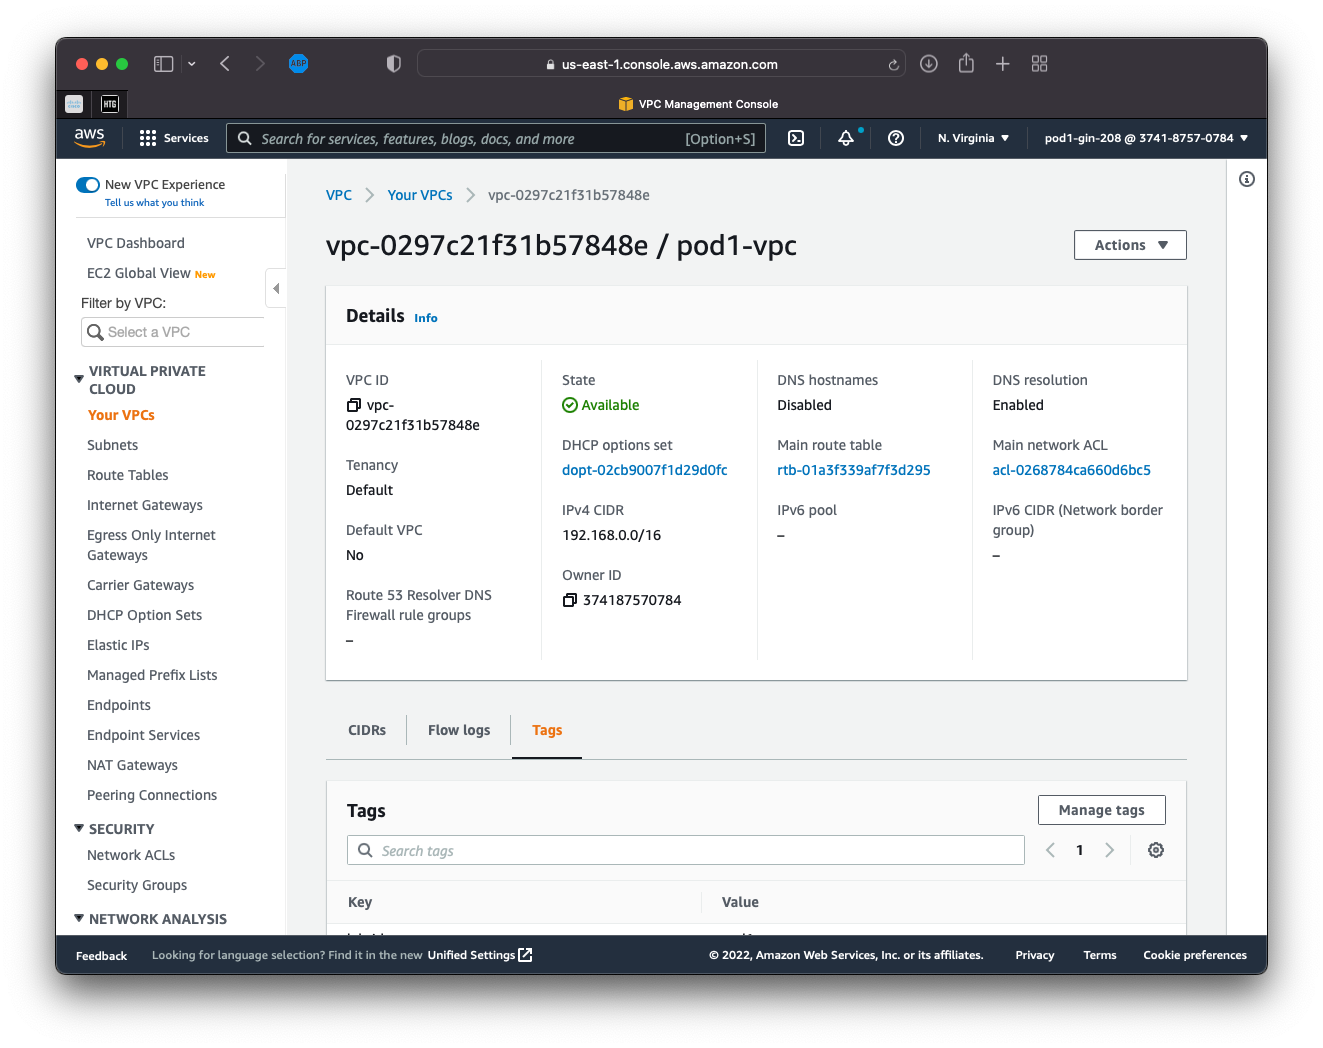 ABP
us-east-1.console.aws.amazon.com
HTG
VPC Management Console
aws
Services
Search for services, features, blogs, docs, and more
[Option+S]
N. Virginia
pod1-gin-208 @ 3741-8757-0784
New VPC Experience
Tell us what you think
VPC Dashboard
EC2 Global View New
Filter by VPC:
Select a VPC
VIRTUAL PRIVATE
CLOUD
Your VPCs
Subnets
Route Tables
Internet Gateways
Egress Only Internet
Gateways
Carrier Gateways
DHCP Option Sets
Elastic IPs
Managed Prefix Lists
Endpoints
Endpoint Services
NAT Gateways
Peering Connections
SECURITY
Network ACLs
Security Groups
NETWORK ANALYSIS
VPC
Your VPCs
vpc-0297c21f31b57848e
vpc-0297c21f31b57848e / pod1-vpc
Actions
Details Info
VPC ID
vpc-
0297c21f31b57848e
Tenancy
Default
Default VPC
No
Route 53 Resolver DNS
Firewall rule groups
–
State
Available
DHCP options set
dopt-02cb9007f1d29d0fc
IPv4 CIDR
192.168.0.0/16
Owner ID
374187570784
DNS hostnames
Disabled
Main route table
rtb-01a3f339af7f3d295
IPv6 pool
–
DNS resolution
Enabled
Main network ACL
acl-0268784ca660d6bc5
IPv6 CIDR (Network border
group)
–
CIDRs
Flow logs
Tags
Tags
Manage tags
Search tags
1
Key
Value
Feedback
Looking for language selection? Find it in the new Unified Settings
© 2022, Amazon Web Services, Inc. or its affiliates.
Privacy
Terms
Cookie preferences